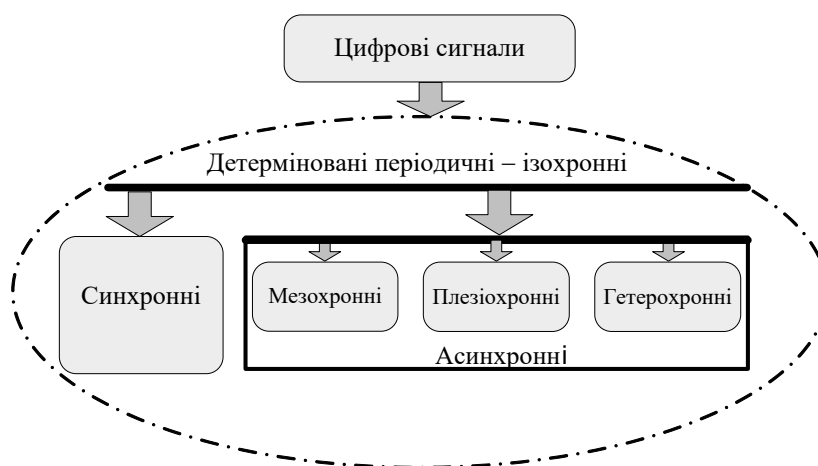 Цифрові сигнали
Детерміновані періодичні – ізохронні
Синхронні
Мезохронні
Плезіохронні
Гетерохронні
Асинхронні